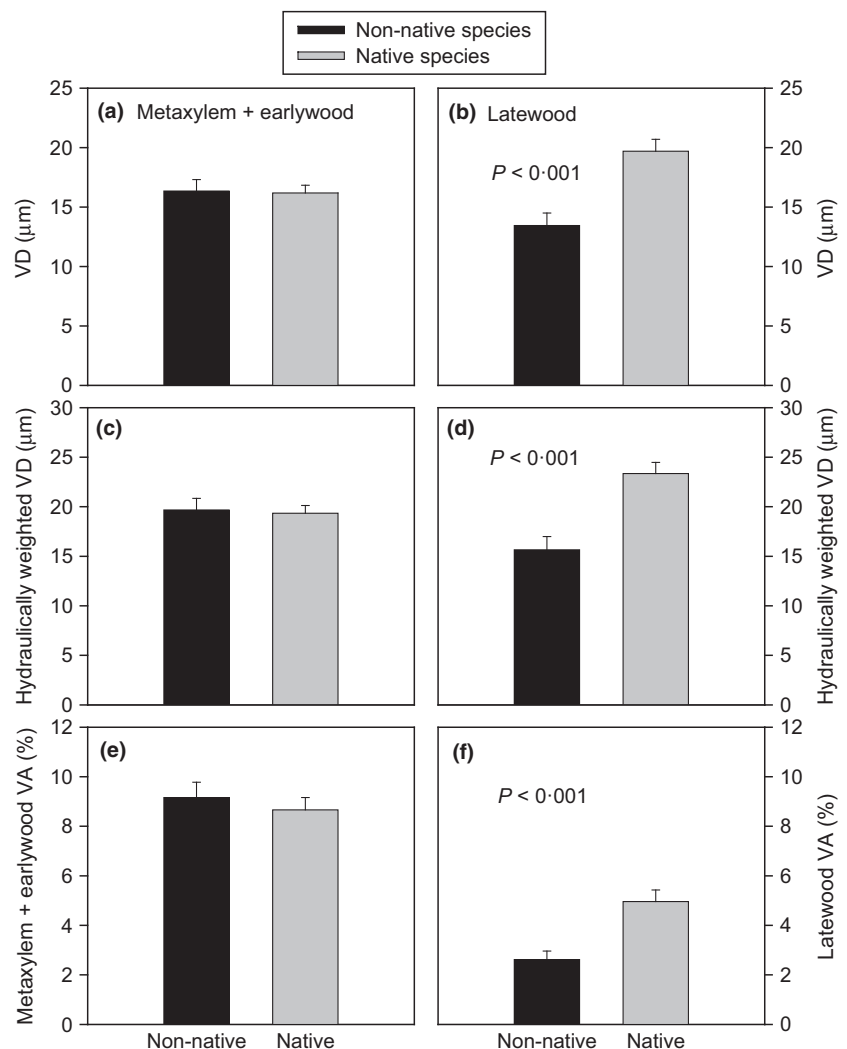 Non-native species
Native species
(a) Metaxylem + earlywood
25
20
15
10
5
0
VD (μm)
(b) Latewood
P < 0·001
25
20
15
10
5
0
VD (μm)
(c)
30
25
20
15
10
5
0
Hydraulically weighted VD (μm)
(d)
P < 0·001
30
25
20
15
10
5
0
Hydraulically weighted VD (μm)
(e)
12
10
8
6
4
2
0
Metaxylem + earlywood VA (%)
Non-native Native
(f)
P < 0·001
12
10
8
6
4
2
0
Latewood VA (%)
Non-native Native